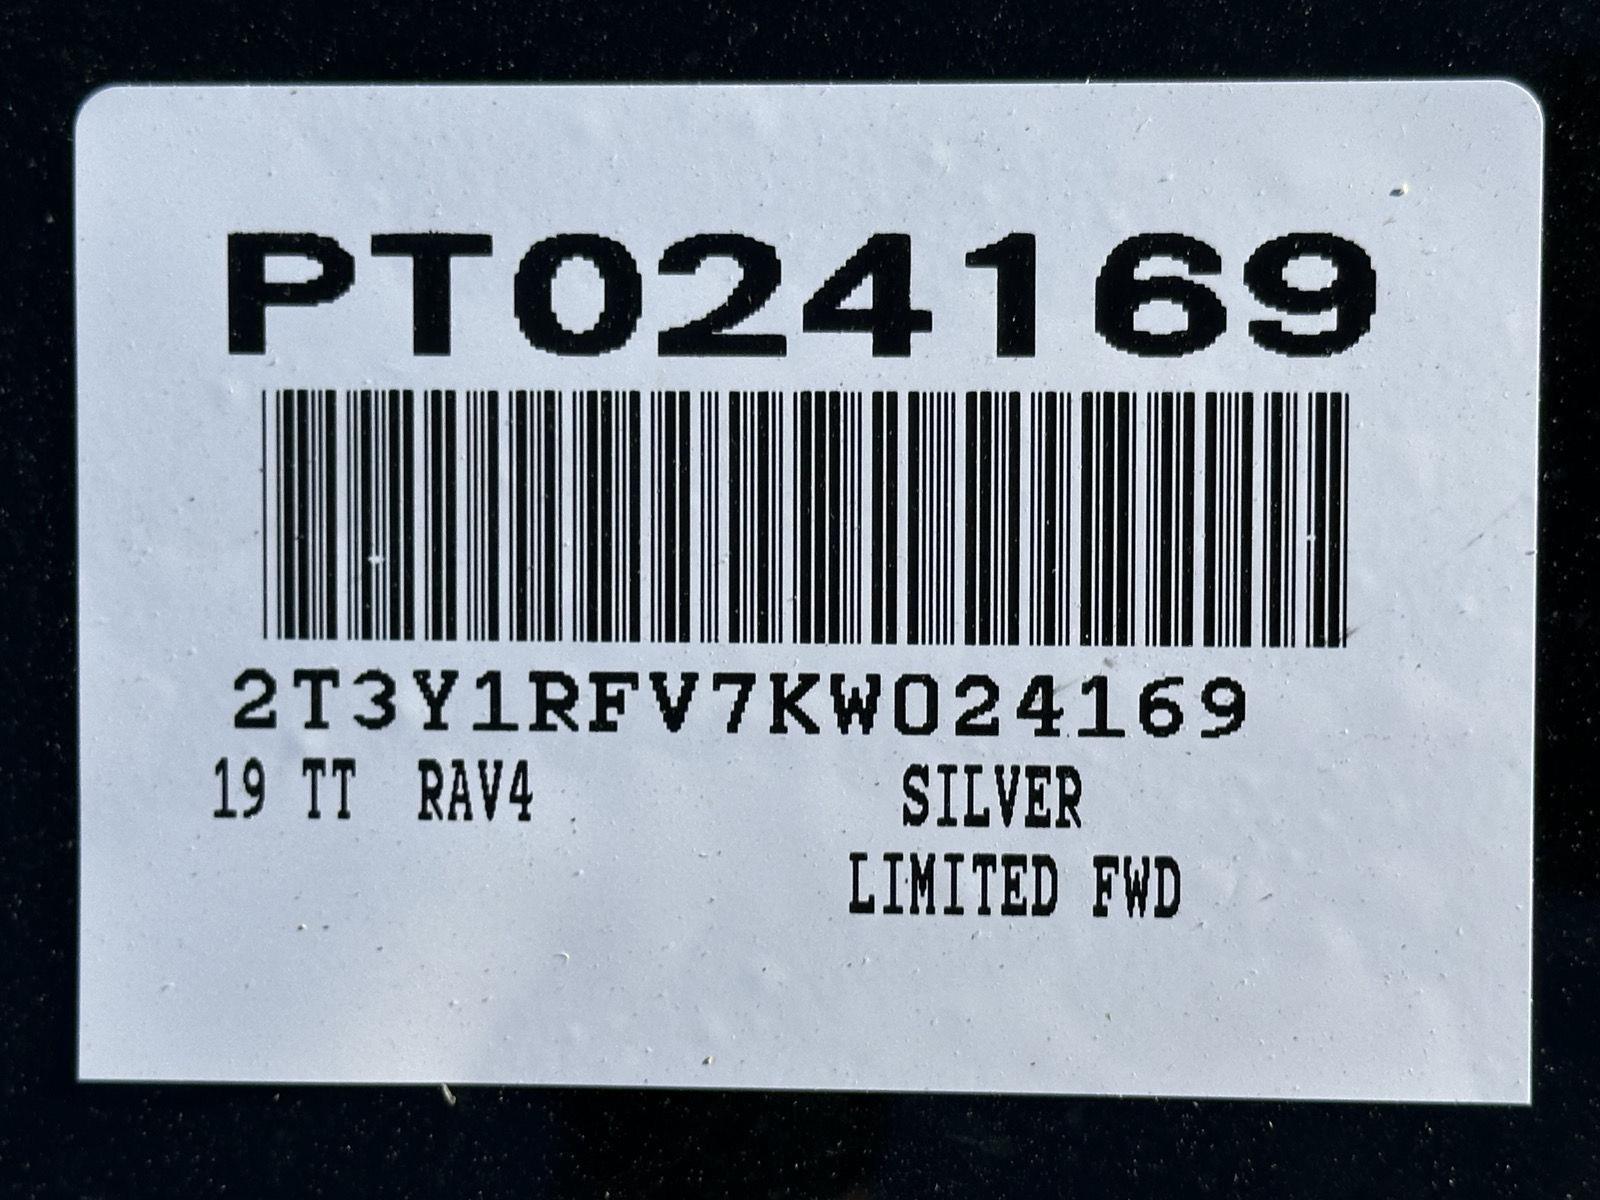 PT024169
2T3Y1RFV7KW024169
19 TT RAV4 SILVER
LIMITED FWD